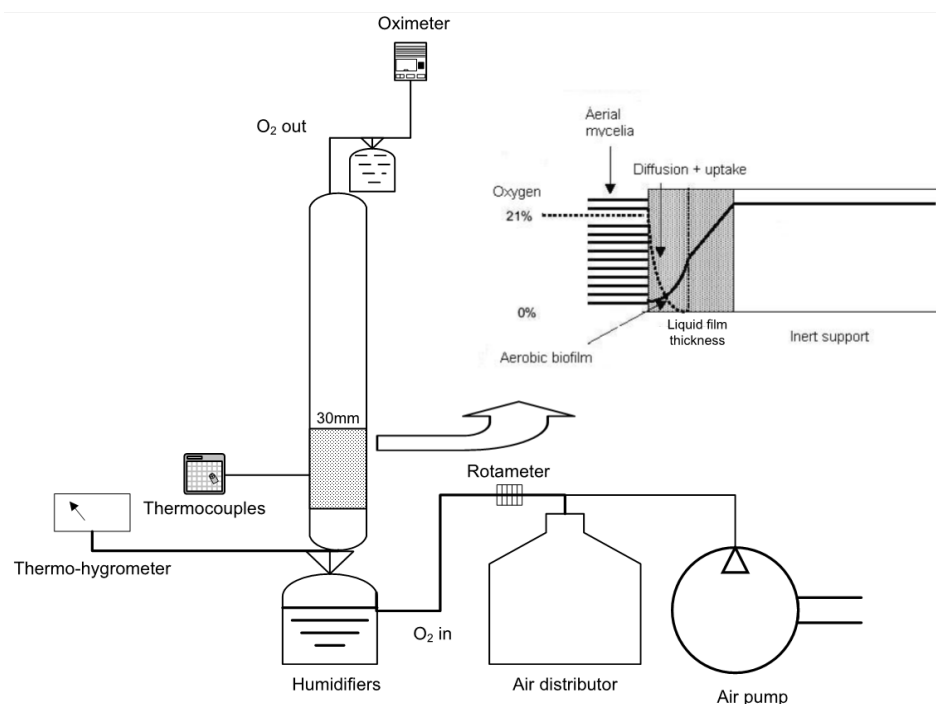 Oximeter
O₂ out
Aerial
mycelia
Diffusion + uptake
Oxygen
21%
0%
Liquid film
thickness
Aerobic biofilm
Inert support
30mm
Rotameter
Thermocouples
Thermo-hygrometer
O₂ in
Humidifiers
Air distributor
Air pump